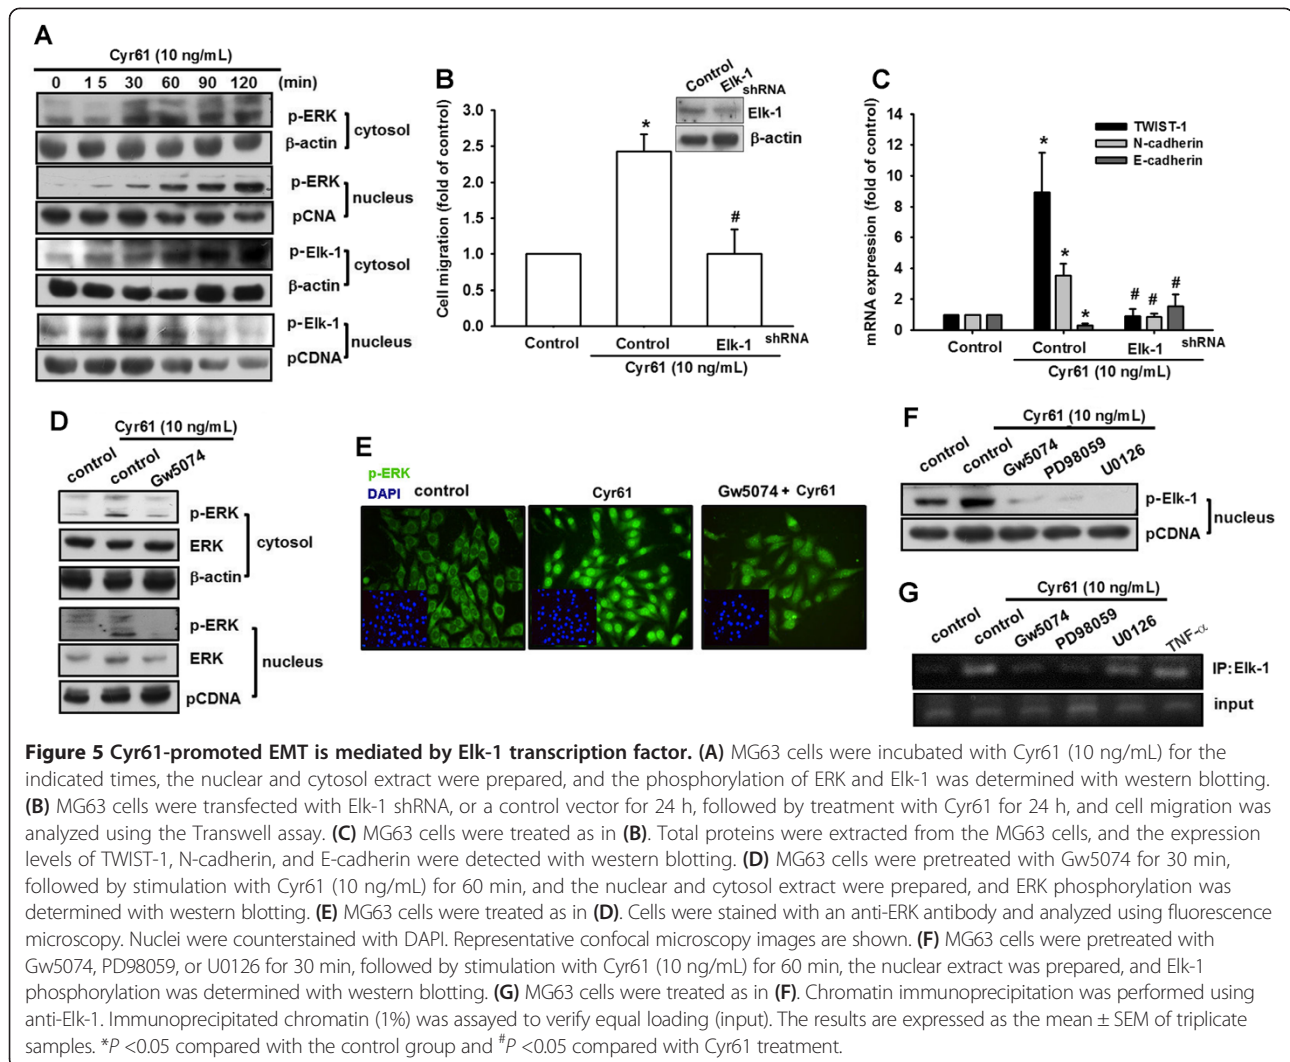 A
Cyr61 (10 ng/mL)
0 1 5 30 60 90 120 (min)
p-ERK
β-actin
cytosol
p-ERK
pCNA
nucleus
p-Elk-1
β-actin
cytosol
p-Elk-1
pCDNA
nucleus
B
Control
Elk-1
shRNA
Elk-1
β-actin
Cell migration (fold of control)
3.0
2.5
2.0
1.5
1.0
0.5
0.0
*
#
Control Control Elk-1 shRNA
Cyr61 (10 ng/mL)
C
mRNA expression (fold of control)
14
12
10
8
6
4
2
0
TWIST-1
N-cadherin
E-cadherin
*
*
*
# # #
Control Control Elk-1 shRNA
Cyr61 (10 ng/mL)
D
Cyr61 (10 ng/mL)
control control Gw5074
p-ERK
ERK
β-actin
cytosol
p-ERK
ERK
pCDNA
nucleus
E
p-ERK
DAPI
control Cyr61 Gw5074 + Cyr61
F
Cyr61 (10 ng/mL)
control control Gw5074 PD98059 U0126
p-Elk-1
pCDNA
nucleus
G
Cyr61 (10 ng/mL)
control control Gw5074 PD98059 U0126 TNF-α
IP:Elk-1
input
Figure 5 Cyr61-promoted EMT is mediated by Elk-1 transcription factor. (A) MG63 cells were incubated with Cyr61 (10 ng/mL) for the
indicated times, the nuclear and cytosol extract were prepared, and the phosphorylation of ERK and Elk-1 was determined with western blotting.
(B) MG63 cells were transfected with Elk-1 shRNA, or a control vector for 24 h, followed by treatment with Cyr61 for 24 h, and cell migration was
analyzed using the Transwell assay. (C) MG63 cells were treated as in (B). Total proteins were extracted from the MG63 cells, and the expression
levels of TWIST-1, N-cadherin, and E-cadherin were detected with western blotting. (D) MG63 cells were pretreated with Gw5074 for 30 min,
followed by stimulation with Cyr61 (10 ng/mL) for 60 min, and the nuclear and cytosol extract were prepared, and ERK phosphorylation was
determined with western blotting. (E) MG63 cells were treated as in (D). Cells were stained with an anti-ERK antibody and analyzed using fluorescence
microscopy. Nuclei were counterstained with DAPI. Representative confocal microscopy images are shown. (F) MG63 cells were pretreated with
Gw5074, PD98059, or U0126 for 30 min, followed by stimulation with Cyr61 (10 ng/mL) for 60 min, the nuclear extract was prepared, and Elk-1
phosphorylation was determined with western blotting. (G) MG63 cells were treated as in (F). Chromatin immunoprecipitation was performed using
anti-Elk-1. Immunoprecipitated chromatin (1%) was assayed to verify equal loading (input). The results are expressed as the mean ± SEM of triplicate
samples. *P <0.05 compared with the control group and #P <0.05 compared with Cyr61 treatment.